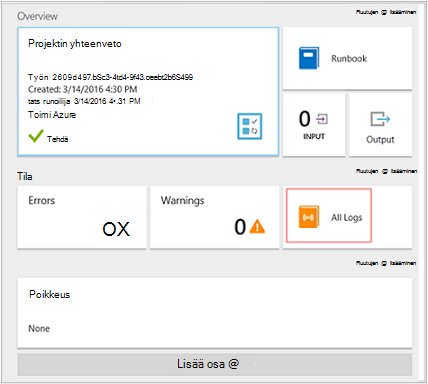 Overview
Ruutujen @ lisääminen
Projektin yhteenveto
Työn 2609d497.bSc3-4td4-9f43.oeebt2b6S499
Created: 3/14/2016 4:30 PM
tats runoilija 3/14/2016 4•.31 PM
Toimi Azure
Tehdä
Runbook
0
INPUT
Output
Tila
Ruutujen @ lisääminen
Errors
OX
Warnings
0
All Logs
Ruutujen @ lisääminen
Poikkeus
None
Lisää osa @